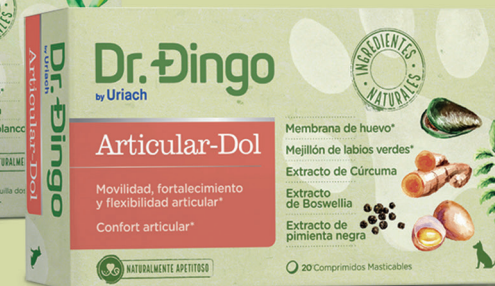 Dr.Dingo
by Uriach
INGREDIENTES
NATURALES
Articular-Dol
Movilidad, fortalecimiento
y flexibilidad articular*
Confort articular*
NATURALMENTE APETITOSO
Membrana de huevo*
Mejillón de labios verdes*
Extracto de Cúrcuma
Extracto
de Boswellia
Extracto de
pimienta negra
20 Comprimidos Masticables
Dr.Dingo
by Uriach
Articular-Dol